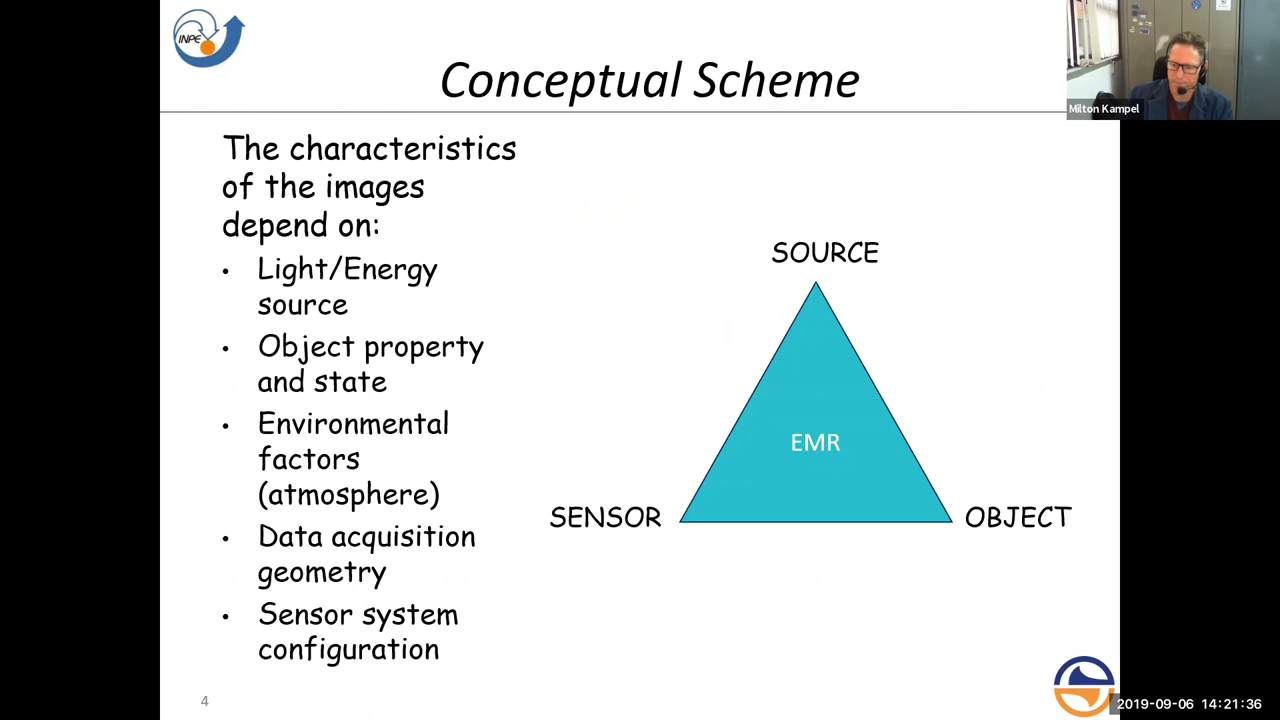 INPE
Conceptual Scheme
Milton Kampel
The characteristics
of the images
depend on:
• Light/Energy
source
• Object property
and state
• Environmental
factors
(atmosphere)
• Data acquisition
geometry
• Sensor system
configuration
SOURCE
EMR
SENSOR
OBJECT
4
2019-09-06 14:21:36